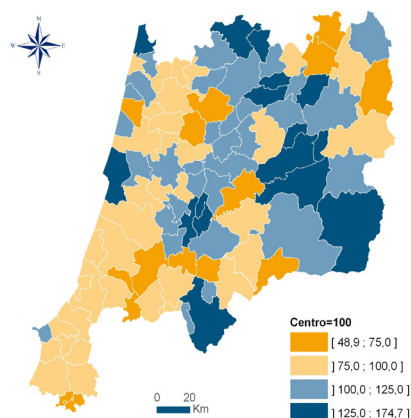 N
W E
S
Centro=100
[ 48,9 ; 75,0 ]
] 75,0 ; 100,0 ]
]100,0 ; 125,0 ]
]125,0 ; 174,7 ]
0 20
Km